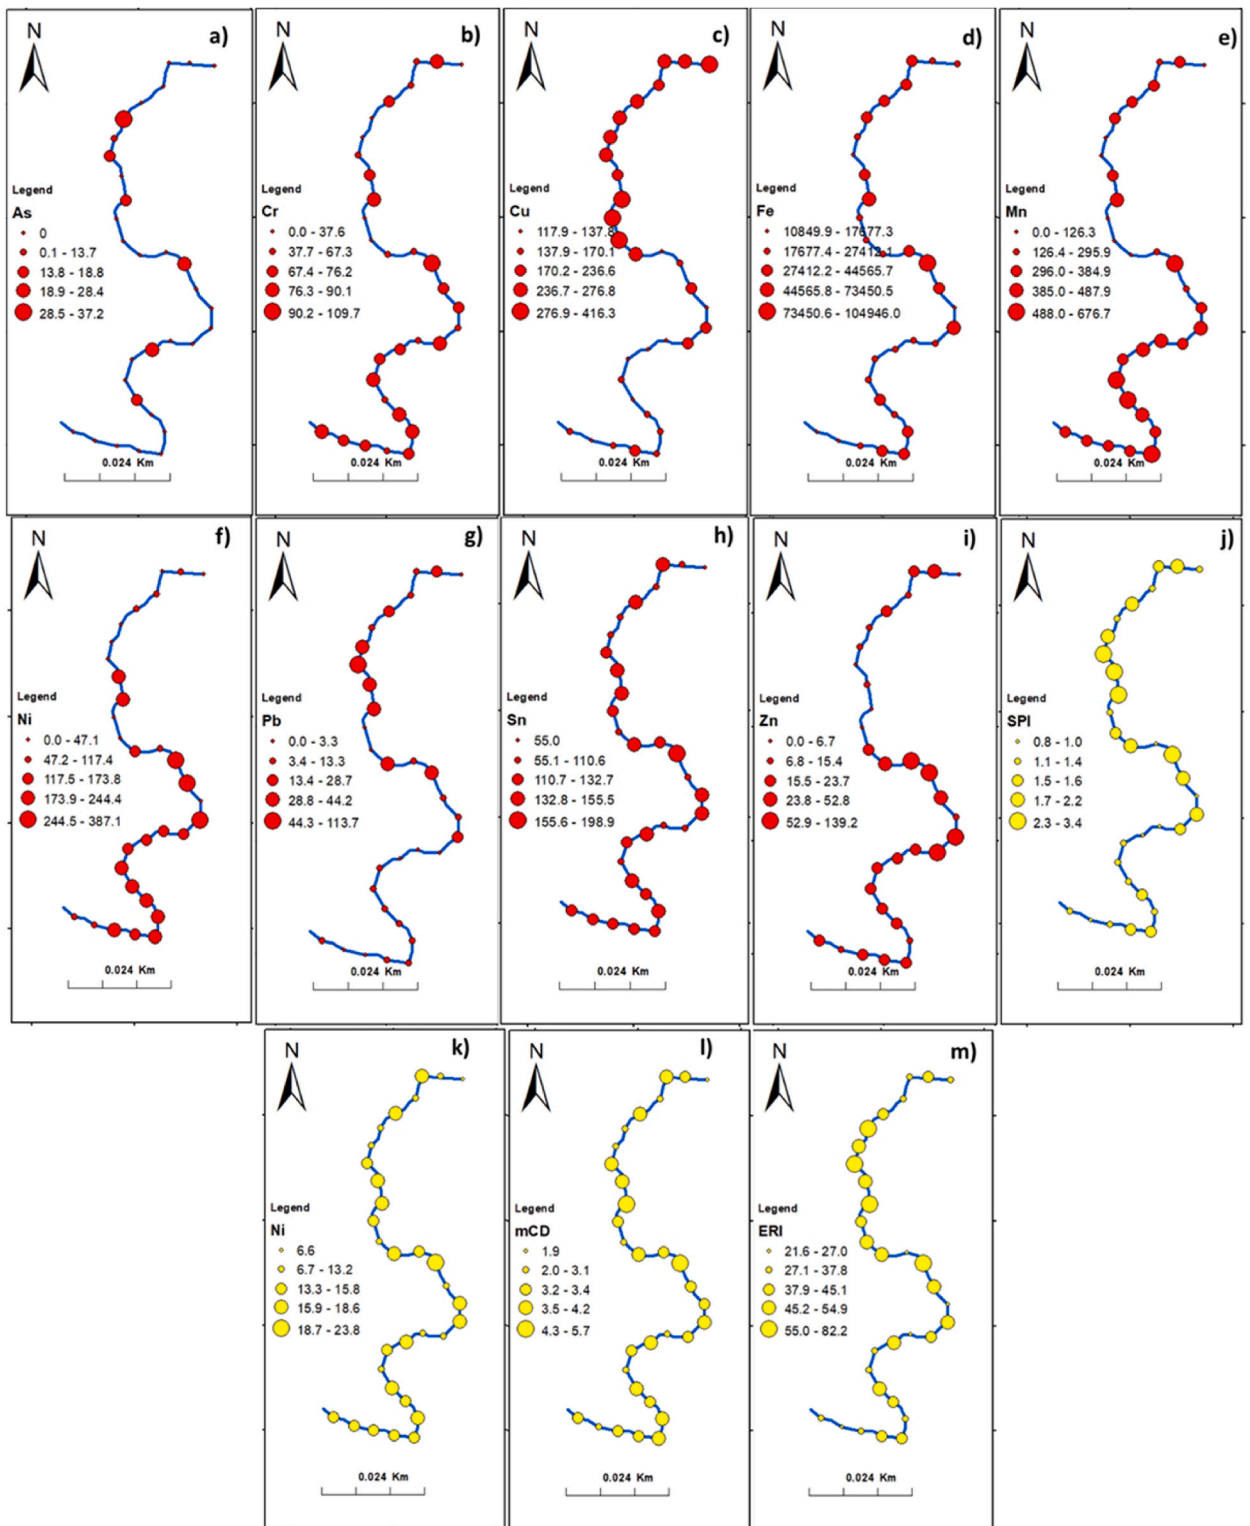 N
a)
Legend
As
0
0.1 - 13.7
13.8 - 18.8
18.9 - 28.4
28.5 - 37.2
0.024 Km
N
b)
Legend
Cr
0.0 - 37.6
37.7 - 67.3
67.4 - 76.2
76.3 - 90.1
90.2 - 109.7
0.024 Km
N
c)
Legend
Cu
117.9 - 137.8
137.9 - 170.1
170.2 - 236.6
236.7 - 276.8
276.9 - 416.3
0.024 Km
N
d)
Legend
Fe
10849.9 - 17677.3
17677.4 - 27412.1
27412.2 - 44565.7
44565.8 - 73450.5
73450.6 - 104946.0
0.024 Km
N
e)
Legend
Mn
0.0 - 126.3
126.4 - 295.9
296.0 - 384.9
385.0 - 487.9
488.0 - 676.7
0.024 Km
N
f)
Legend
Ni
0.0 - 47.1
47.2 - 117.4
117.5 - 173.8
173.9 - 244.4
244.5 - 387.1
0.024 Km
N
g)
Legend
Pb
0.0 - 3.3
3.4 - 13.3
13.4 - 28.7
28.8 - 44.2
44.3 - 113.7
0.024 Km
N
h)
Legend
Sn
55.0
55.1 - 110.6
110.7 - 132.7
132.8 - 155.5
155.6 - 198.9
0.024 Km
N
i)
Legend
Zn
0.0 - 6.7
6.8 - 15.4
15.5 - 23.7
23.8 - 52.8
52.9 - 139.2
0.024 Km
N
j)
Legend
SPI
0.8 - 1.0
1.1 - 1.4
1.5 - 1.6
1.7 - 2.2
2.3 - 3.4
0.024 Km
N
k)
Legend
Ni
6.6
6.7 - 13.2
13.3 - 15.8
15.9 - 18.6
18.7 - 23.8
0.024 Km
N
l)
Legend
mCD
1.9
2.0 - 3.1
3.2 - 3.4
3.5 - 4.2
4.3 - 5.7
0.024 Km
N
m)
Legend
ERI
21.6 - 27.0
27.1 - 37.8
37.9 - 45.1
45.2 - 54.9
55.0 - 82.2
0.024 Km